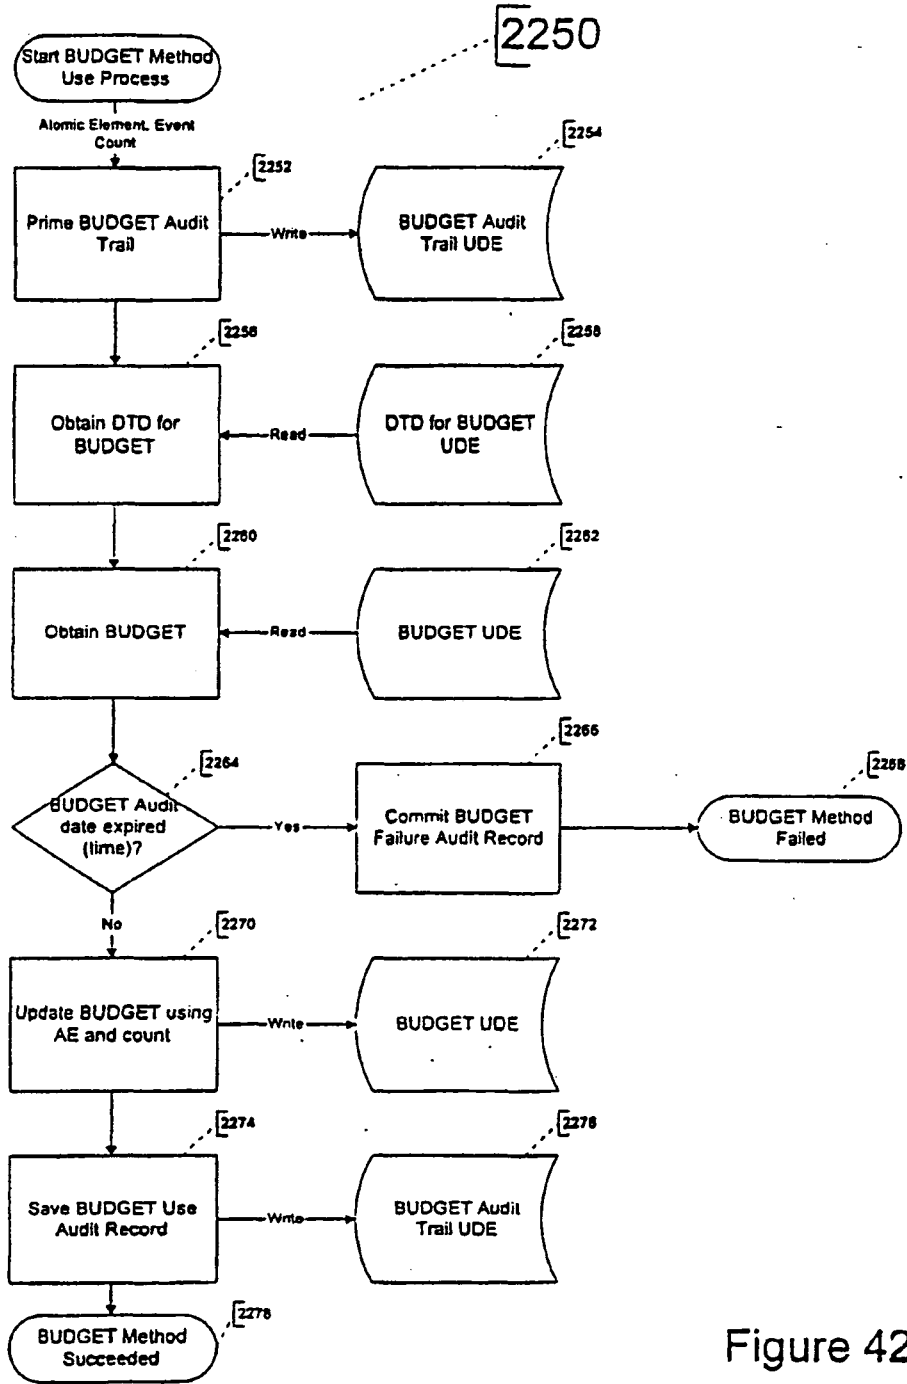 2250
Start BUDGET Method
Use Process
Atomic Element, Event
Count
2252
2254
Prime BUDGET Audit
Trail
Write
BUDGET Audit
Trail UDE
2256
2258
Obtain DTD for
BUDGET
Read
DTD for BUDGET
UDE
2260
2262
Obtain BUDGET
Read
BUDGET UDE
2264
2266
2268
BUDGET Audit
date expired
(time)?
Yes
Commit BUDGET
Failure Audit Record
BUDGET Method
Failed
No
2270
2272
Update BUDGET using
AE and count
Write
BUDGET UDE
2274
2276
Save BUDGET Use
Audit Record
Write
BUDGET Audit
Trail UDE
2278
BUDGET Method
Succeeded
Figure 42